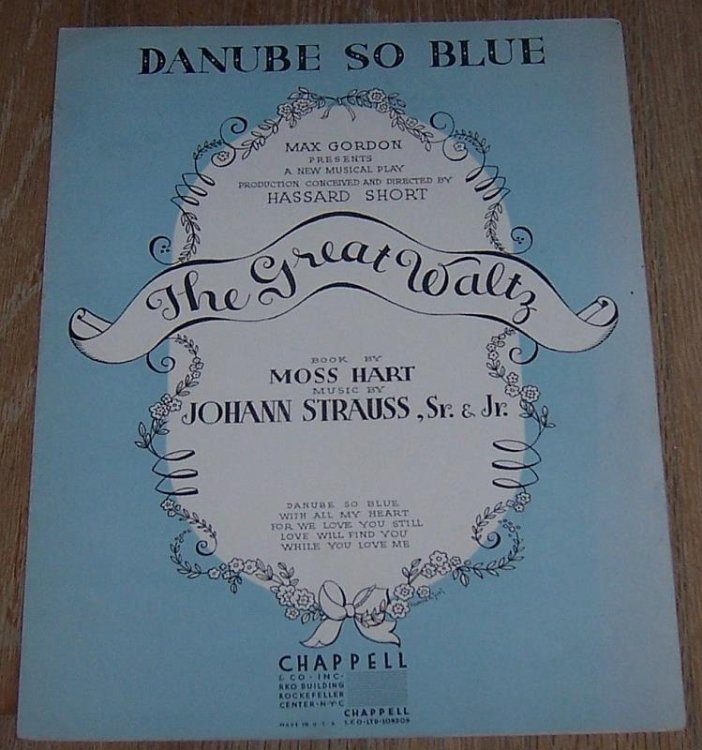 DANUBE SO BLUE
MAX GORDON
PRESENTS
A NEW MUSICAL PLAY
PRODUCTION CONCEIVED AND DIRECTED BY
HASSARD SHORT
The Great Waltz
BOOK BY
MOSS HART
MUSIC BY
JOHANN STRAUSS, Sr. & Jr.
DANUBE SO BLUE
WITH ALL MY HEART
FOR WE LOVE YOU STILL
LOVE WILL FIND YOU
WHILE YOU LOVE ME
CHAPPELL
& CO · INC ·
RKO BUILDING
ROCKEFELLER
CENTER · N·Y·C
CHAPPELL
& CO · LTD · LONDON
MADE IN U.S.A.